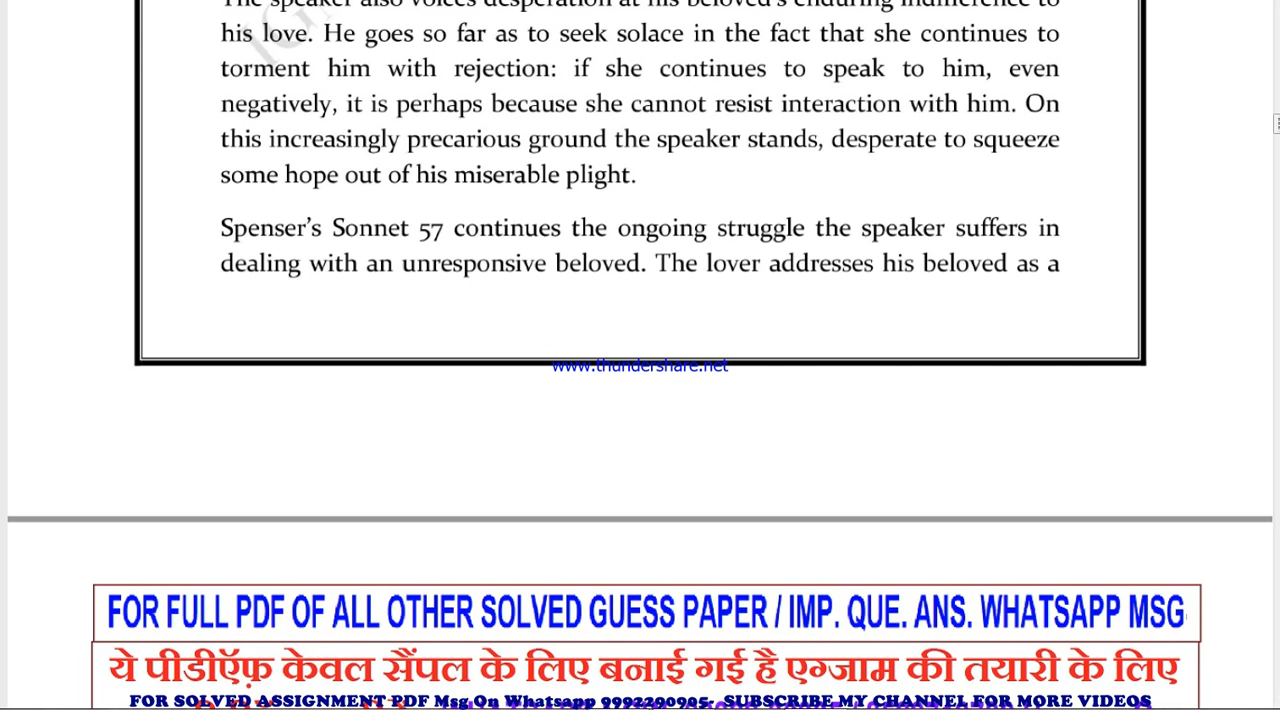 The speaker also voices desperation at his beloved's enduring indifference to
his love. He goes so far as to seek solace in the fact that she continues to
torment him with rejection: if she continues to speak to him, even
negatively, it is perhaps because she cannot resist interaction with him. On
this increasingly precarious ground the speaker stands, desperate to squeeze
some hope out of his miserable plight.
Spenser’s Sonnet 57 continues the ongoing struggle the speaker suffers in
dealing with an unresponsive beloved. The lover addresses his beloved as a
www.thundershare.net
FOR FULL PDF OF ALL OTHER SOLVED GUESS PAPER / IMP. QUE. ANS. WHATSAPP MSG
ये पीडीऍफ़ केवल सैंपल के लिए बनाई गई है एग्जाम की तयारी के लिए
FOR SOLVED ASSIGNMENT PDF Msg On Whatsapp 9992290905- SUBSCRIBE MY CHANNEL FOR MORE VIDEOS